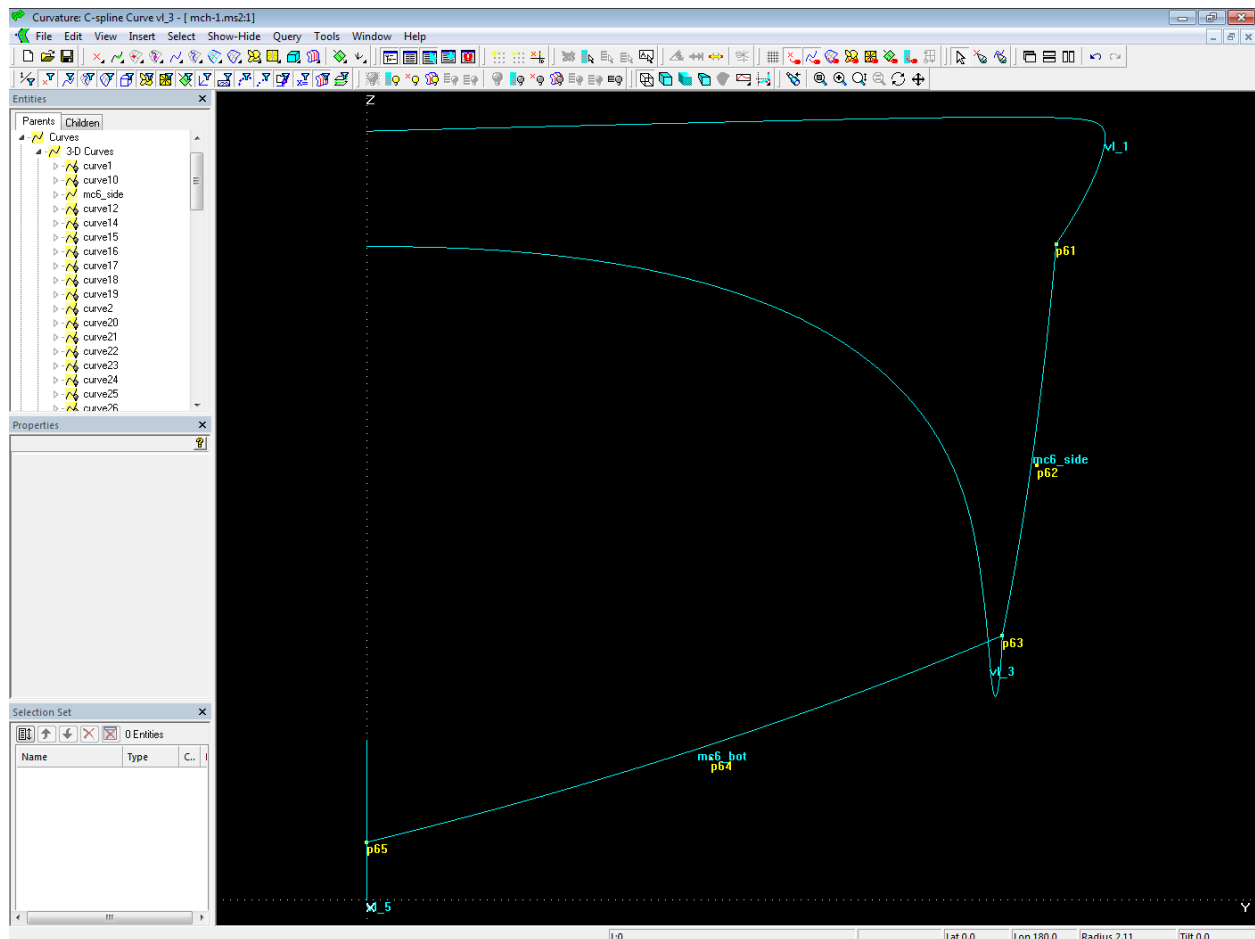 Curvature: C-spline Curve vl_3 - [ mch-1.ms2:1]
File Edit View Insert Select Show-Hide Query Tools Window Help
Entities
Parents Children
Curves
3-D Curves
curve1
curve10
mc6_side
curve12
curve14
curve15
curve16
curve17
curve18
curve19
curve2
curve20
curve21
curve22
curve23
curve24
curve25
curve26
Properties
Selection Set
0 Entities
Name Type C..
Z
vl_1
p61
mc6_side
p62
p63
vl_3
mc6_bot
p64
p65
X
vl_5
Y
L:0 Lat 0.0 Lon 180.0 Radius 2.11 Tilt 0.0